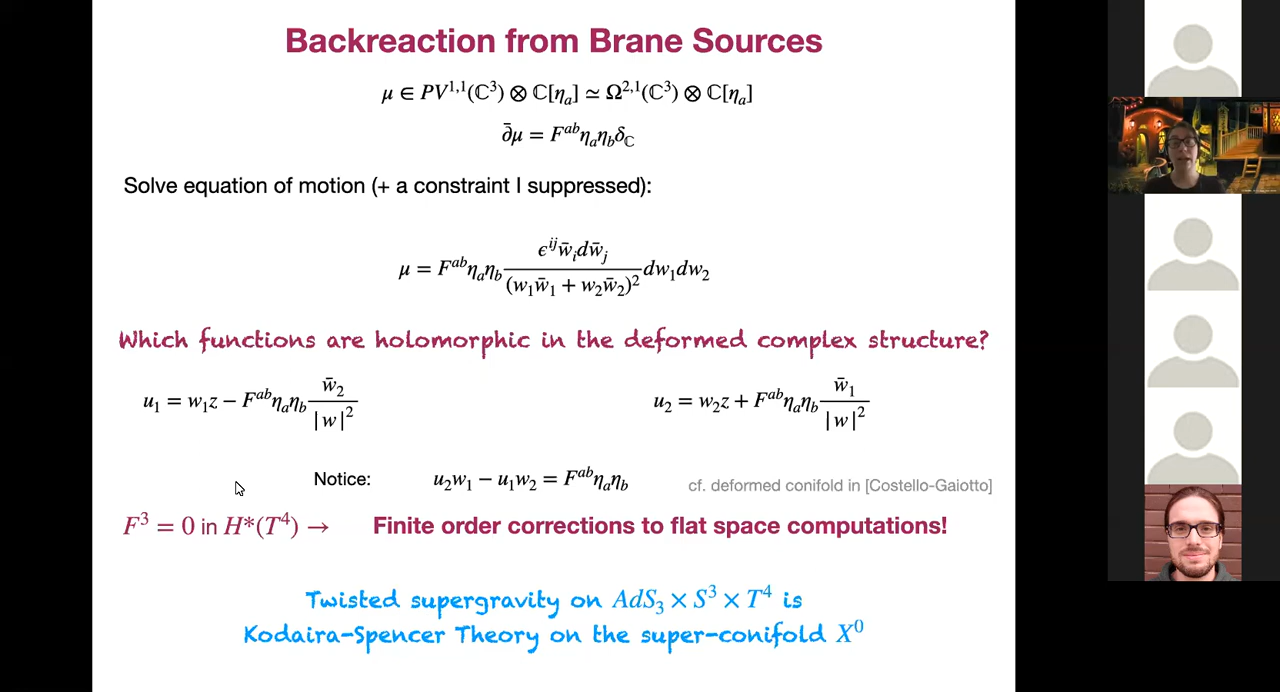 Backreaction from Brane Sources
μ ∈ PV^{1,1}(ℂ^3) ⊗ ℂ[η_a] ≃ Ω^{2,1}(ℂ^3) ⊗ ℂ[η_a]
∂̄μ = F^{ab}η_aη_bδ_ℂ
Solve equation of motion (+ a constraint I suppressed):
μ = F^{ab}η_aη_b \frac{ϵ^{ij}w̄_idw̄_j}{(w_1w̄_1 + w_2w̄_2)^2}dw_1dw_2
Which functions are holomorphic in the deformed complex structure?
u_1 = w_1z − F^{ab}η_aη_b \frac{w̄_2}{|w|^2} u_2 = w_2z + F^{ab}η_aη_b \frac{w̄_1}{|w|^2}
Notice: u_2w_1 − u_1w_2 = F^{ab}η_aη_b cf. deformed conifold in [Costello-Gaiotto]
F^3 = 0 in H*(T^4) → Finite order corrections to flat space computations!
Twisted supergravity on AdS_3 × S^3 × T^4 is
Kodaira-Spencer Theory on the super-conifold X^0